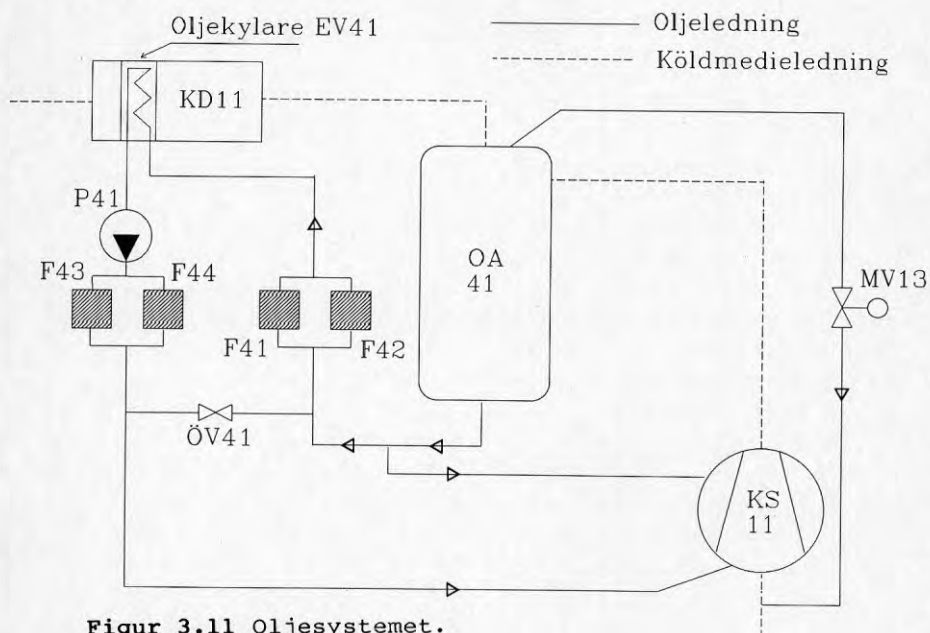 Oljekylare EV41
Oljeledning
Köldmedieledning
KD11
P41
F43
F44
OA
41
MV13
F41
F42
ÖV41
KS
11
Figur 3.11 Oljesystemet.